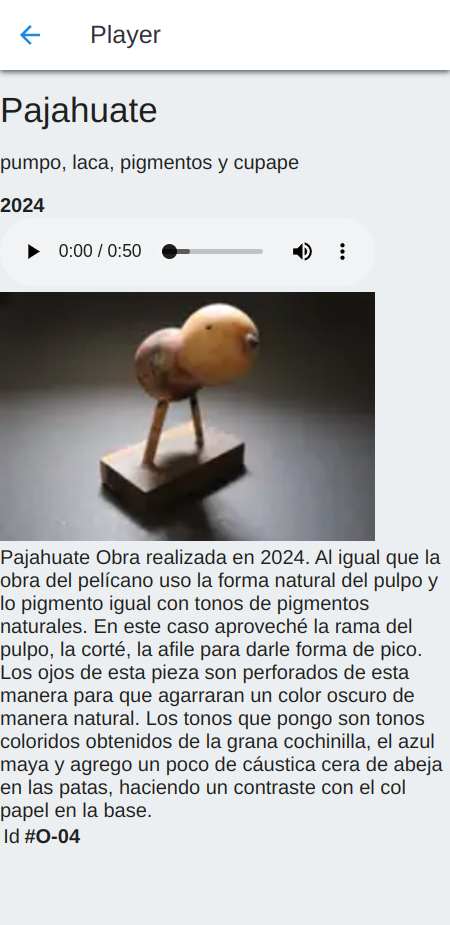 Player
Pajahuate
pumpo, laca, pigmentos y cupape
2024
0:00 / 0:50
Pajahuate Obra realizada en 2024. Al igual que la
obra del pelícano uso la forma natural del pulpo y
lo pigmento igual con tonos de pigmentos
naturales. En este caso aproveché la rama del
pulpo, la corté, la afile para darle forma de pico.
Los ojos de esta pieza son perforados de esta
manera para que agarraran un color oscuro de
manera natural. Los tonos que pongo son tonos
coloridos obtenidos de la grana cochinilla, el azul
maya y agrego un poco de cáustica cera de abeja
en las patas, haciendo un contraste con el col
papel en la base.
Id #O-04